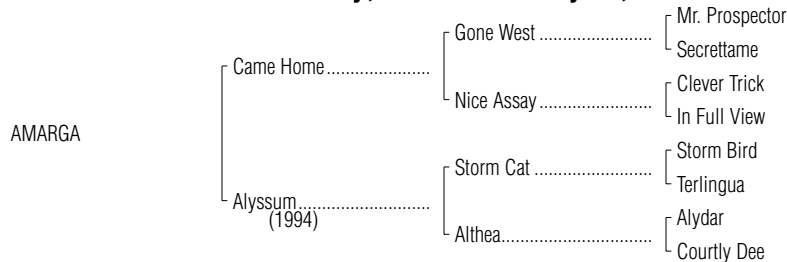 Mr. Prospector
Gone West ..........................
Secrettame
Came Home........................
Clever Trick
Nice Assay ..........................
In Full View
AMARGA
Storm Bird
Storm Cat ...........................
Terlingua
Alyssum..............................
(1994)
Alydar
Althea..................................
Courtly Dee